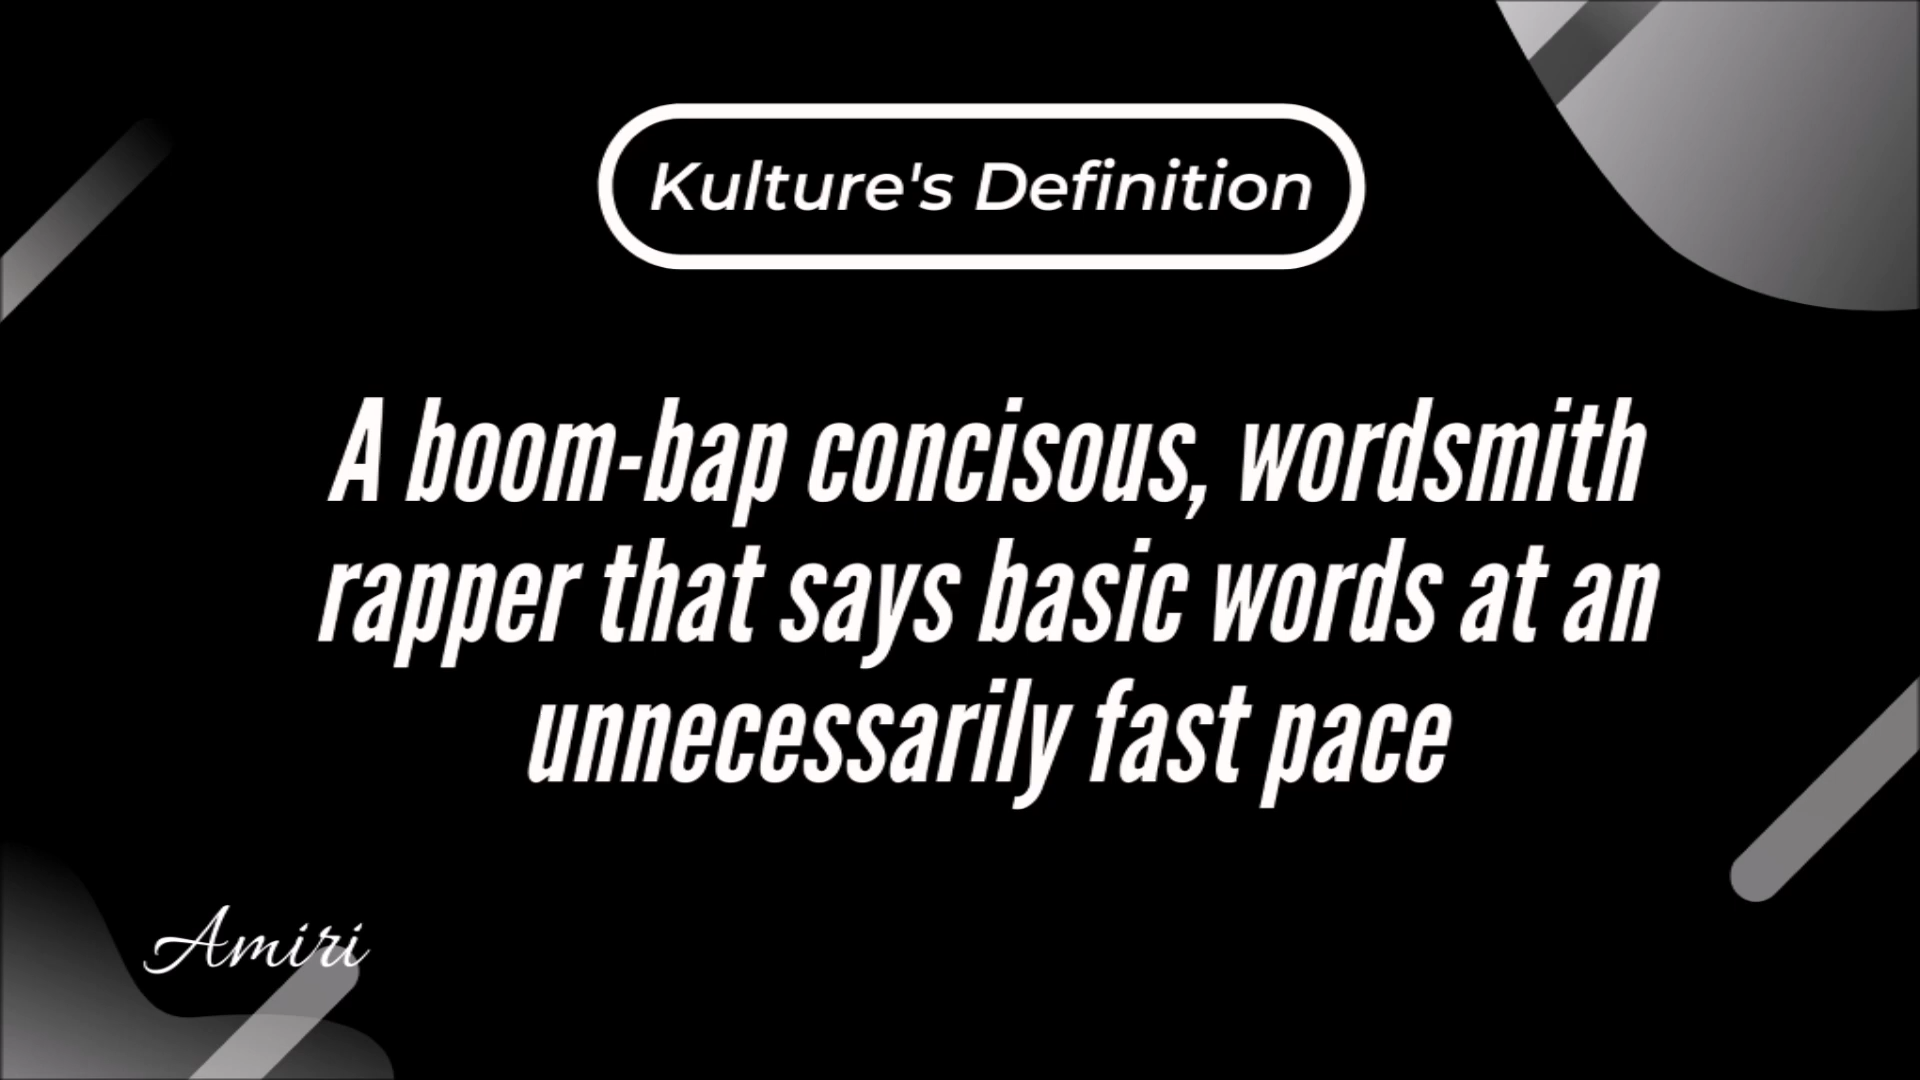 Kulture's Definition
A boom-bap concisous, wordsmith
rapper that says basic words at an
unnecessarily fast pace
Amiri